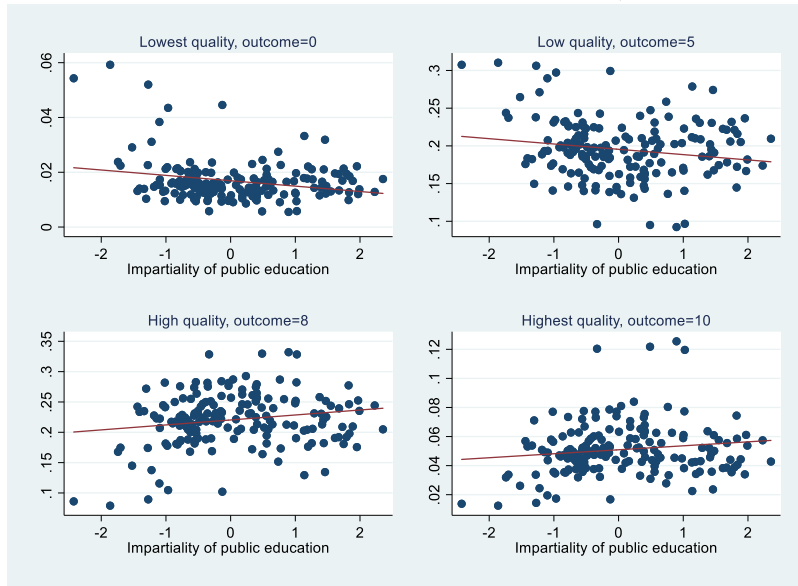 Lowest quality, outcome=0
.06
.04
.02
0
-2 -1 0 1 2
Impartiality of public education
Low quality, outcome=5
.3
.25
.2
.15
.1
-2 -1 0 1 2
Impartiality of public education
High quality, outcome=8
.35
.3
.25
.2
.15
.1
-2 -1 0 1 2
Impartiality of public education
Highest quality, outcome=10
.12
.1
.08
.06
.04
.02
-2 -1 0 1 2
Impartiality of public education